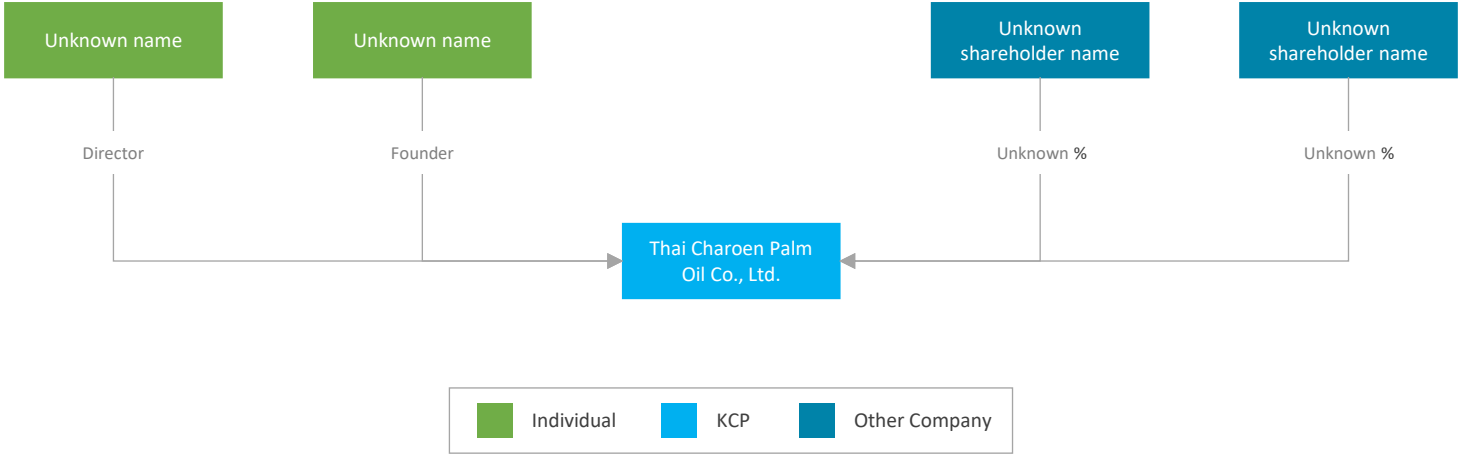 Unknown name
Unknown name
Unknown
shareholder name
Unknown
shareholder name
Director
Founder
Unknown %
Unknown %
Thai Charoen Palm
Oil Co., Ltd.
Individual
KCP
Other Company